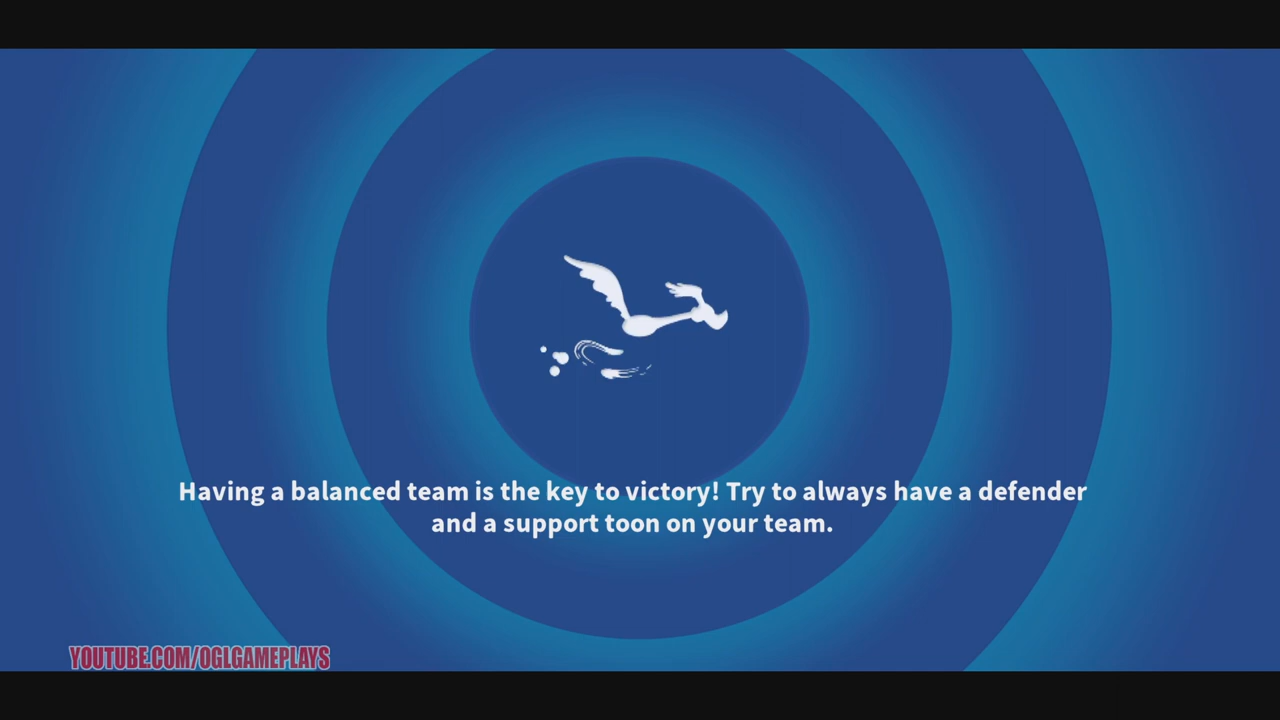 Having a balanced team is the key to victory! Try to always have a defender
and a support toon on your team.
YOUTUBE.COM/OGLGAMEPLAYS